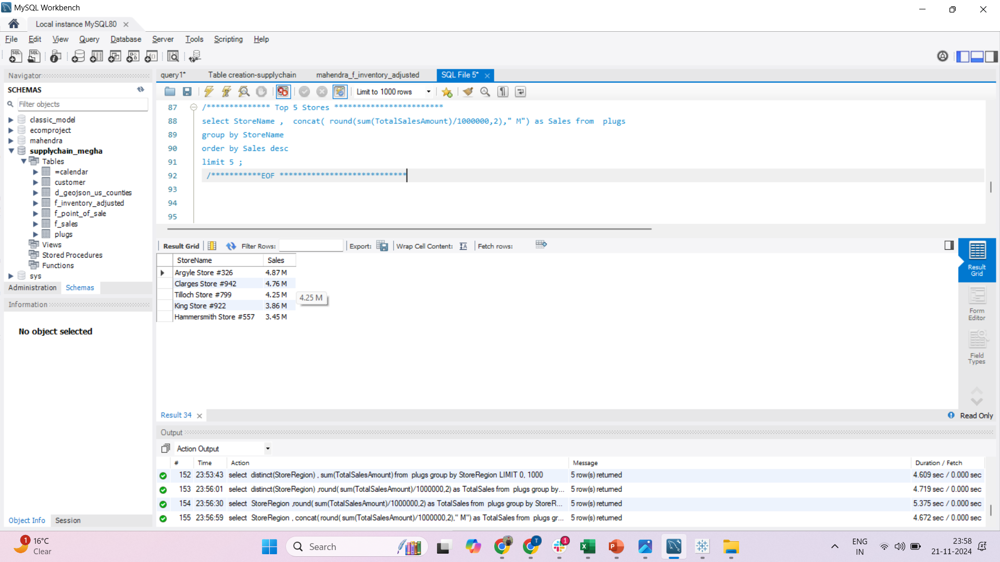 MySQL Workbench
Local instance MySQL80
File Edit View Query Database Server Tools Scripting Help
Navigator
SCHEMAS
Filter objects
classic_model
ecomproject
mahendra
supplychain_megha
Tables
=calendar
customer
d_geojson_us_counties
f_inventory_adjusted
f_point_of_sale
f_sales
plugs
Views
Stored Procedures
Functions
sys
Administration Schemas
Information
No object selected
Object Info Session
query1* Table creation-supplychain mahendra_f_inventory_adjusted SQL File 5*
Limit to 1000 rows
87 /************** Top 5 Stores ************************
88 select StoreName ,  concat( round(sum(TotalSalesAmount)/1000000,2)," M") as Sales from  plugs
89 group by StoreName
90 order by Sales desc
91 limit 5 ;
92 /***********EOF ****************************
93
94
95
Result Grid Filter Rows: Export: Wrap Cell Content: Fetch rows:
StoreName Sales
Argyle Store #326 4.87 M
Clarges Store #942 4.76 M
Tilloch Store #799 4.25 M
4.25 M
King Store #922 3.86 M
Hammersmith Store #557 3.45 M
Result Grid
Form Editor
Field Types
Result 34
Read Only
Output
Action Output
# Time Action Message Duration / Fetch
152 23:53:43 select  distinct(StoreRegion) , sum(TotalSalesAmount) from  plugs group by StoreRegion LIMIT 0, 1000 5 row(s) returned 4.609 sec / 0.000 sec
153 23:56:01 select  distinct(StoreRegion) ,round( sum(TotalSalesAmount)/1000000,2) as TotalSales from  plugs group by... 5 row(s) returned 4.719 sec / 0.000 sec
154 23:56:30 select  StoreRegion ,round( sum(TotalSalesAmount)/1000000,2) as TotalSales from  plugs group by StoreR... 5 row(s) returned 5.375 sec / 0.000 sec
155 23:56:59 select  StoreRegion , concat( round( sum(TotalSalesAmount)/1000000,2)," M") as TotalSales from  plugs gr... 5 row(s) returned 4.672 sec / 0.000 sec
1
16°C
Clear
Search
T
1
ENG
IN
23:58
21-11-2024